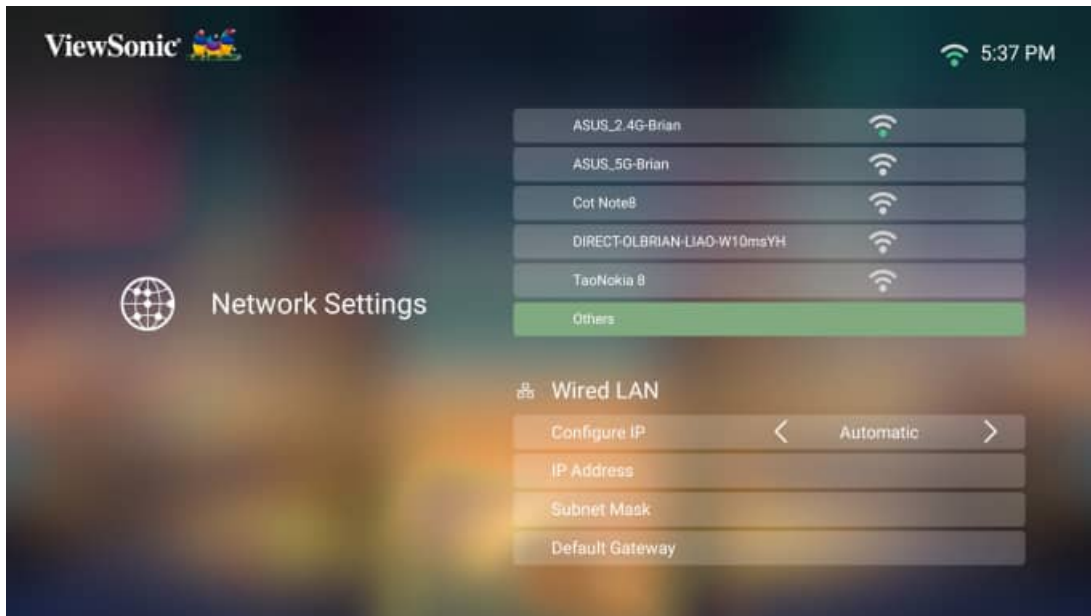 ViewSonic
5:37 PM
ASUS_2.4G-Brian
ASUS_5G-Brian
Cot Note8
DIRECT-OLBRIAN-LIAO-W10msYH
TaoNokia 8
Others
Network Settings
Wired LAN
Configure IP Automatic
IP Address
Subnet Mask
Default Gateway